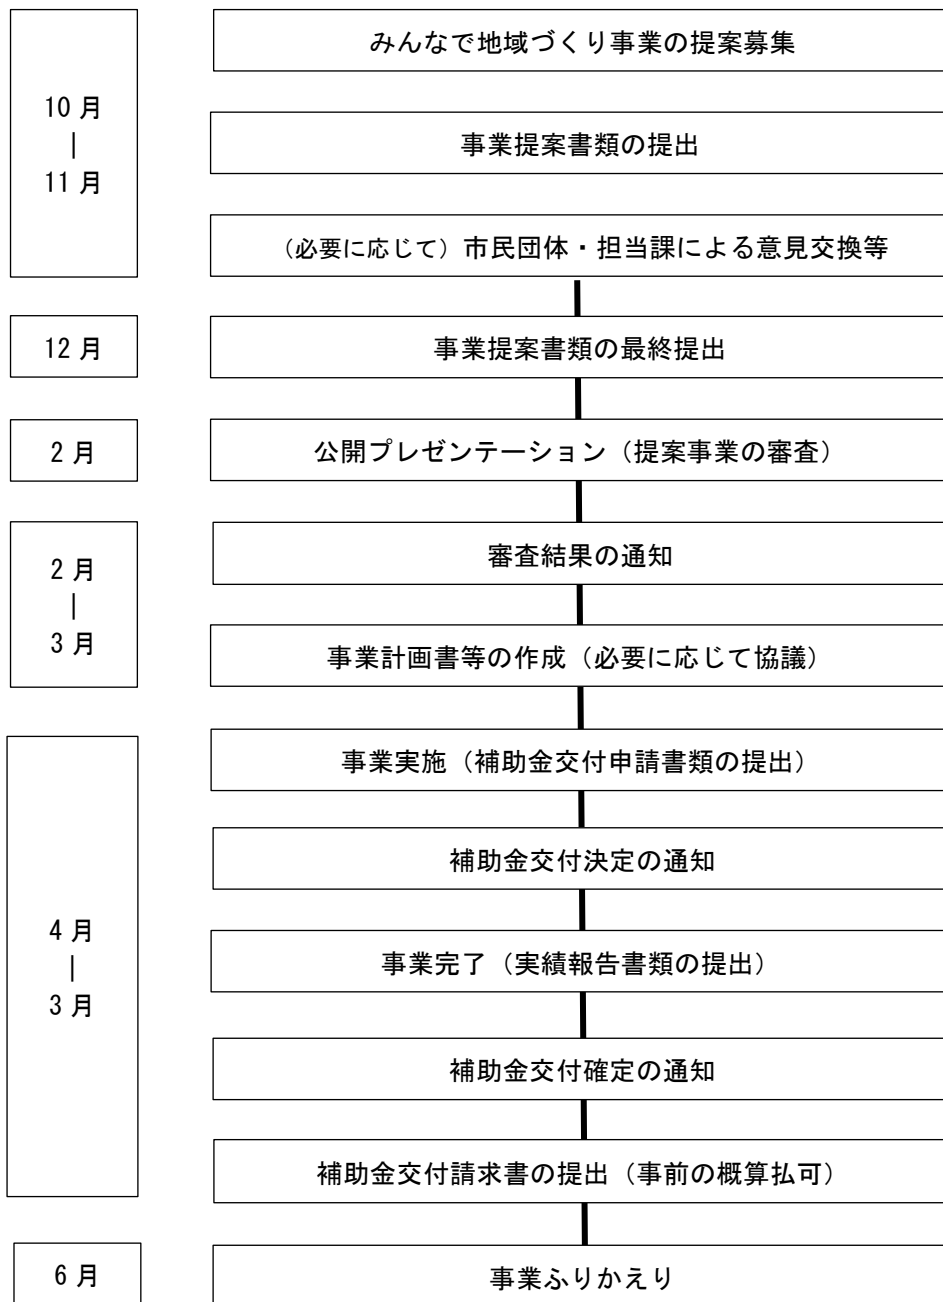 みんなで地域づくり事業の提案募集
10月
|
11月
事業提案書類の提出
（必要に応じて）市民団体・担当課による意見交換等
12月
事業提案書類の最終提出
2月
公開プレゼンテーション（提案事業の審査）
2月
|
3月
審査結果の通知
事業計画書等の作成（必要に応じて協議）
4月
|
3月
事業実施（補助金交付申請書類の提出）
補助金交付決定の通知
事業完了（実績報告書類の提出）
補助金交付確定の通知
補助金交付請求書の提出（事前の概算払可）
6月
事業ふりかえり